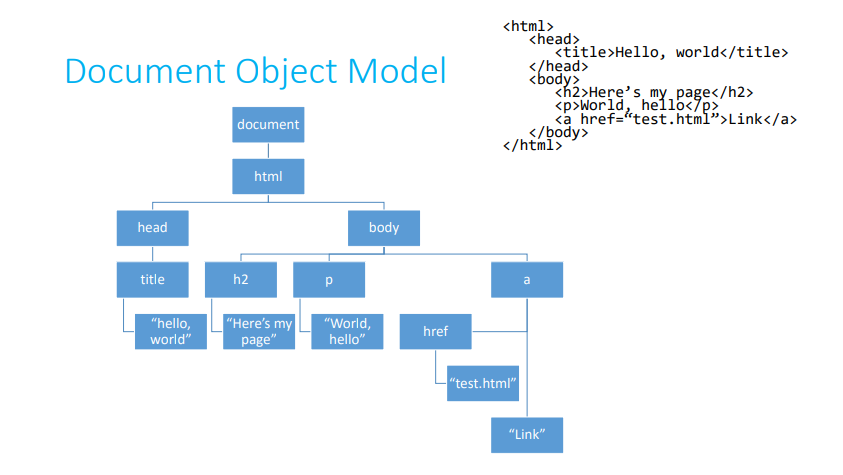 Document Object Model
<html>
<head>
<title>Hello, world</title>
</head>
<body>
<h2>Here’s my page</h2>
<p>World, hello</p>
<a href=“test.html”>Link</a>
</body>
</html>
document
html
head
body
title
h2
p
a
“hello,
world”
“Here’s my
page”
“World,
hello”
href
“test.html”
“Link”